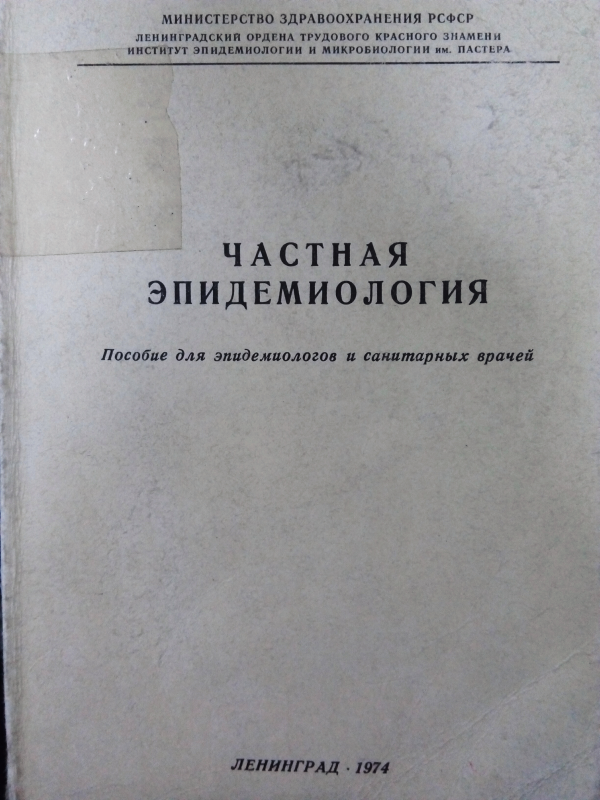 МИНИСТЕРСТВО ЗДРАВООХРАНЕНИЯ РСФСР
ЛЕНИНГРАДСКИЙ ОРДЕНА ТРУДОВОГО КРАСНОГО ЗНАМЕНИ
ИНСТИТУТ ЭПИДЕМИОЛОГИИ И МИКРОБИОЛОГИИ им. ПАСТЕРА
ЧАСТНАЯ
ЭПИДЕМИОЛОГИЯ
Пособие для эпидемиологов и санитарных врачей
ЛЕНИНГРАД · 1974